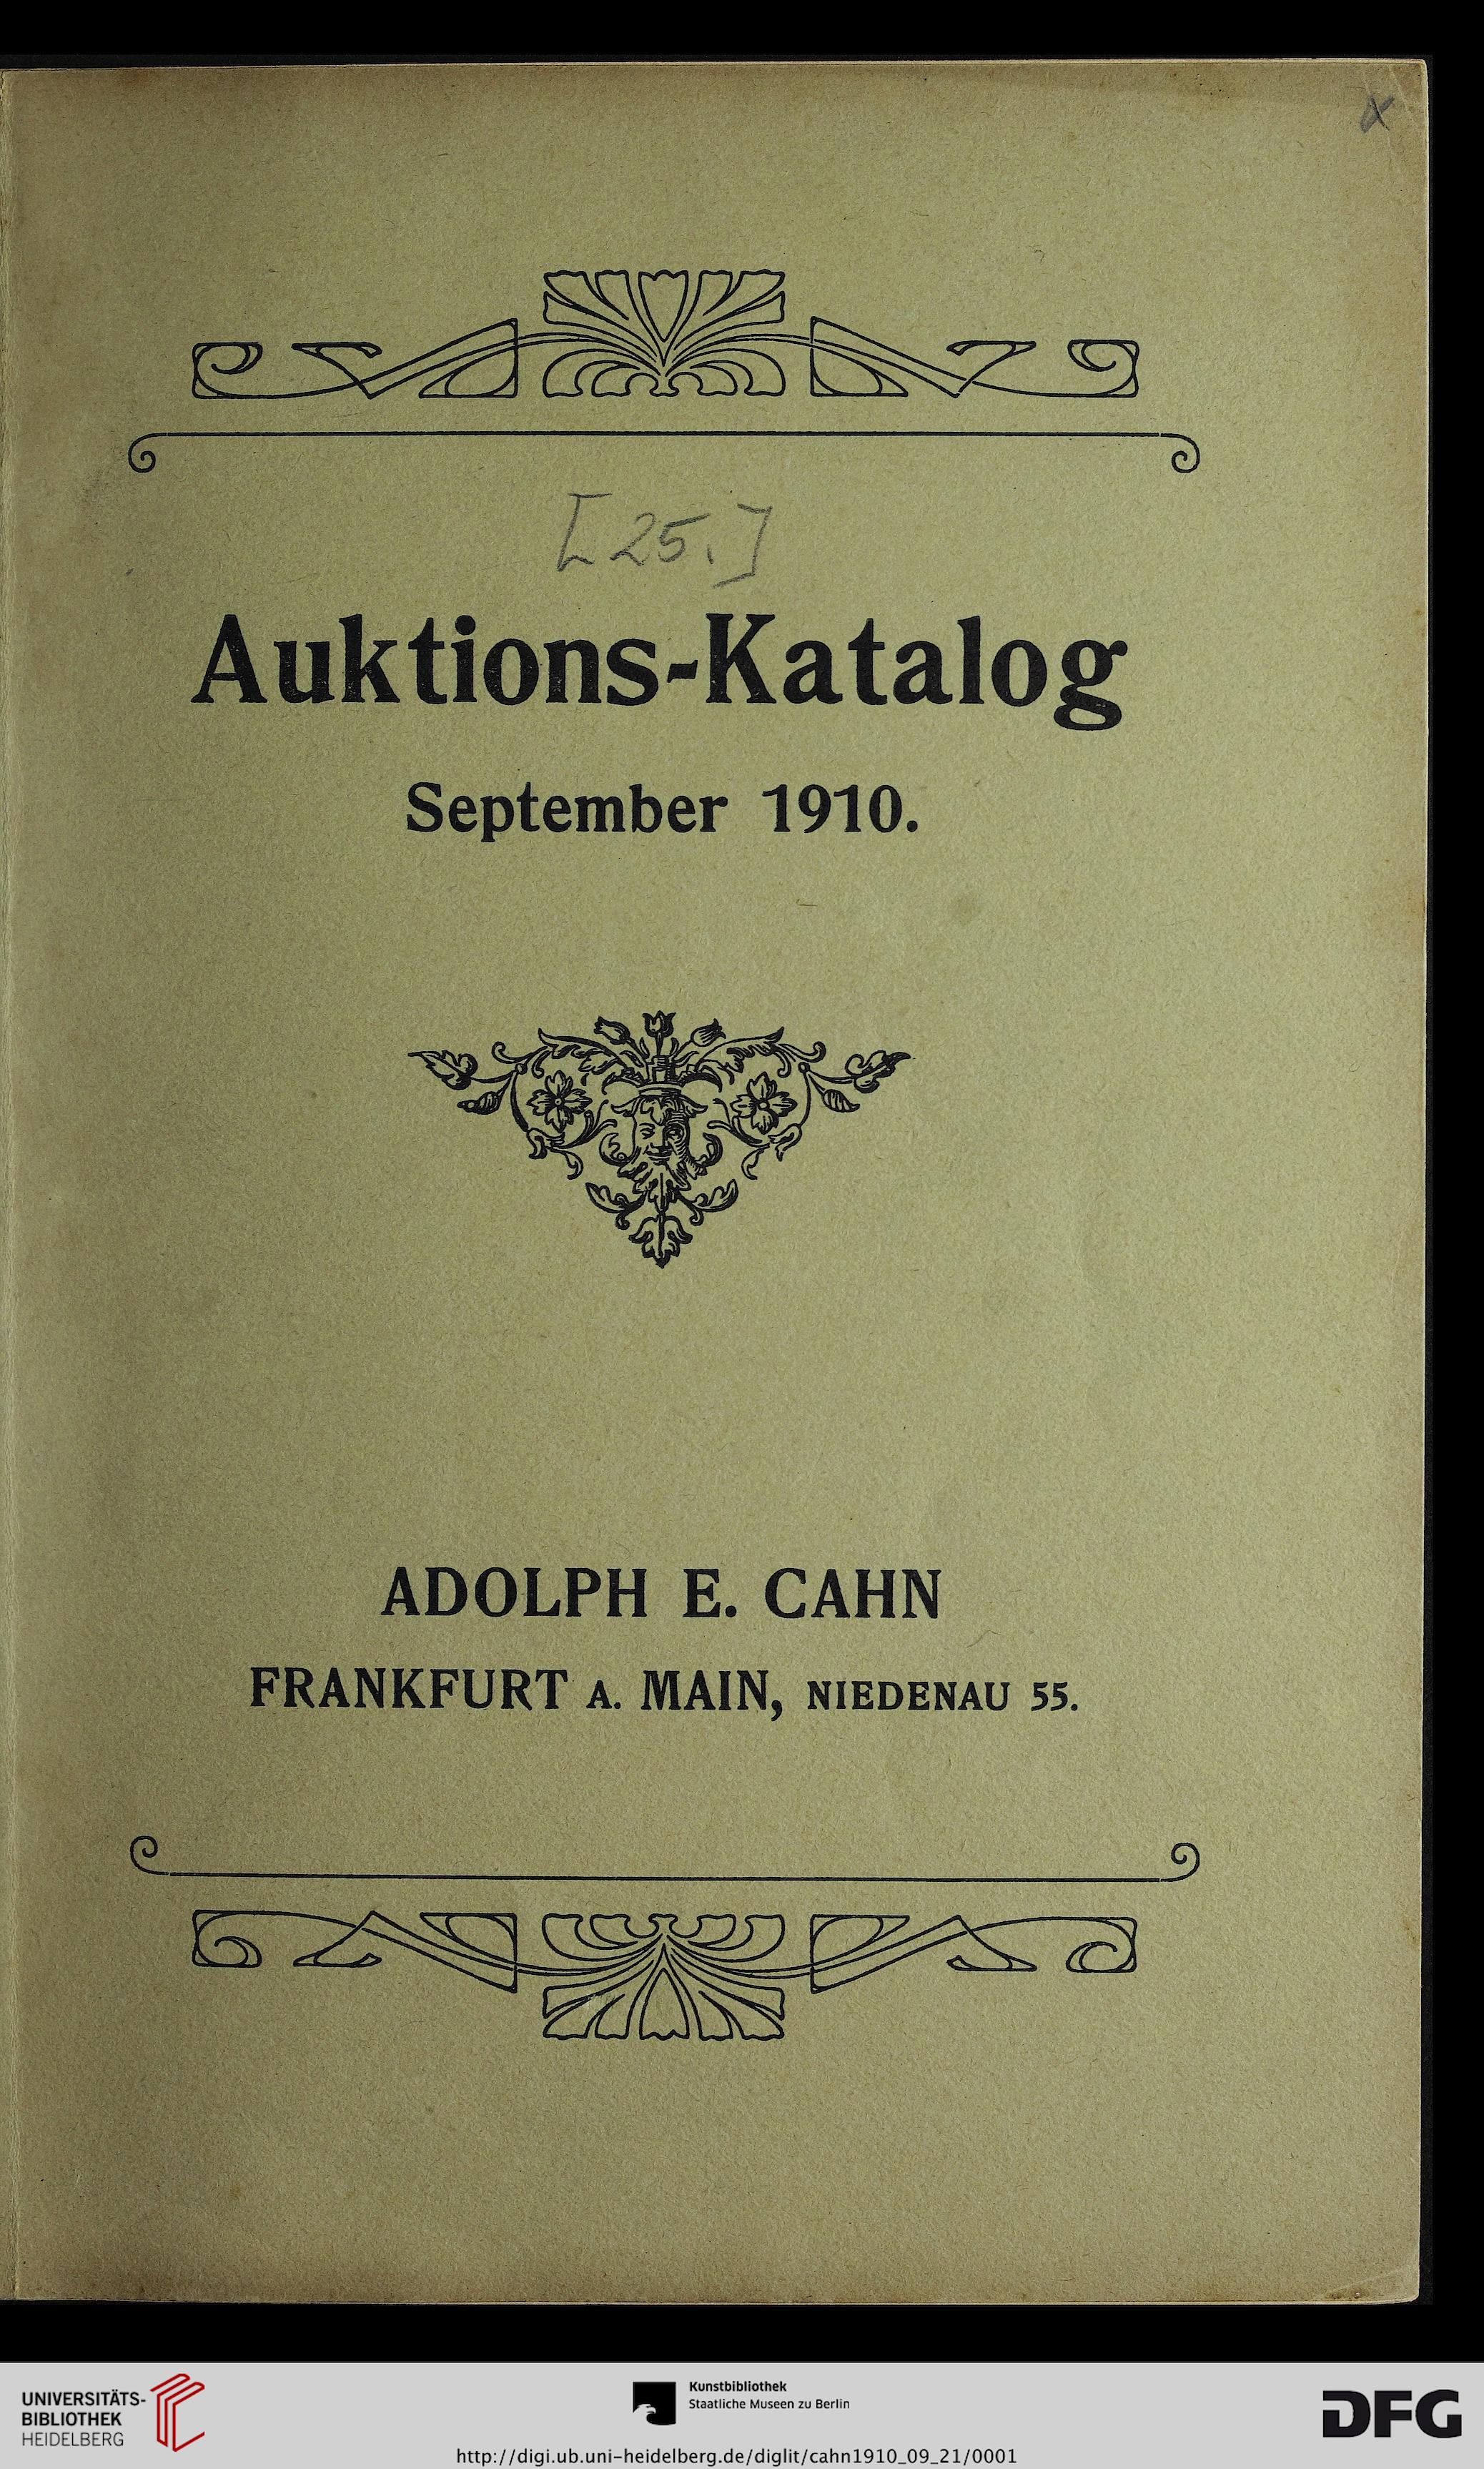 [25.]
Auktions-Katalog
September 1910.
ADOLPH E. CAHN
FRANKFURT A. MAIN, NIEDENAU 55.
UNIVERSITÄTS-
BIBLIOTHEK
HEIDELBERG
Kunstbibliothek
Staatliche Museen zu Berlin
DFG
http://digi.ub.uni-heidelberg.de/diglit/cahn1910_09_21/0001